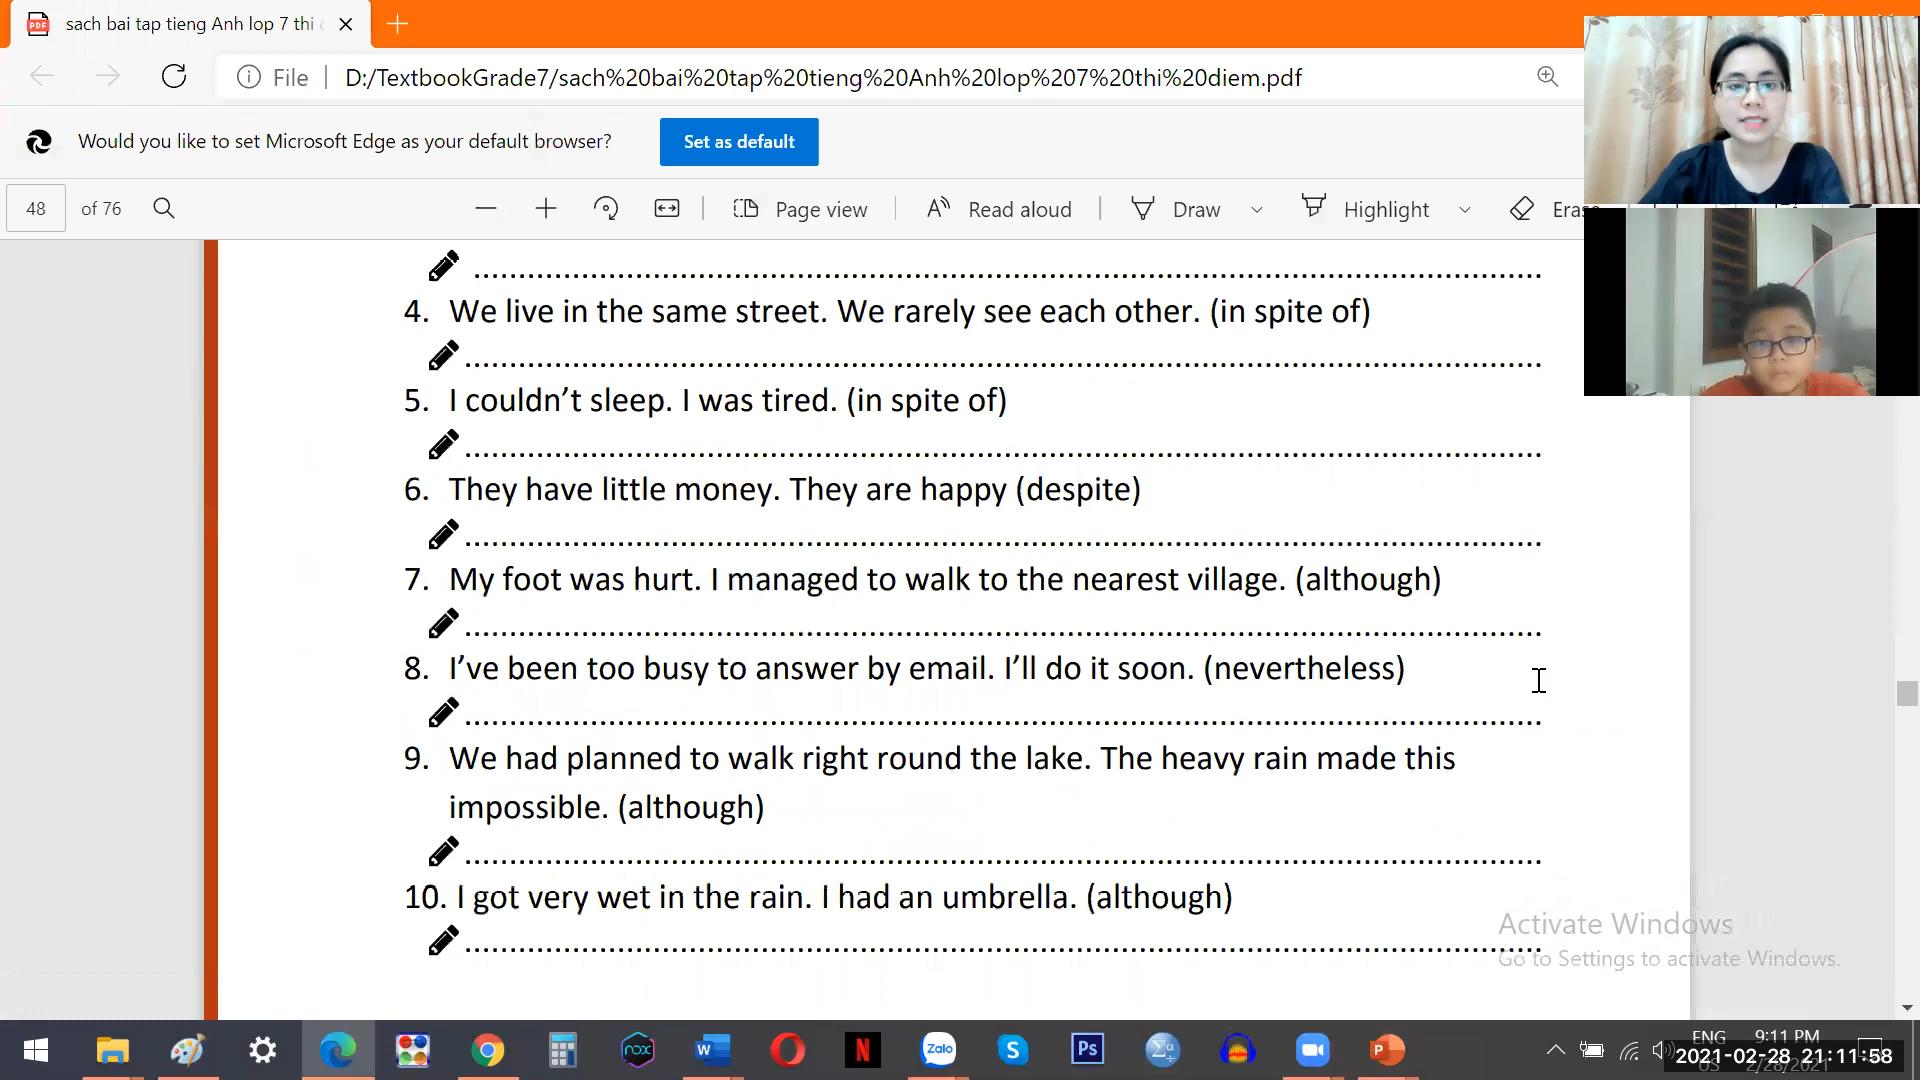 sach bai tap tieng Anh lop 7 thi
File
D:/TextbookGrade7/sach%20bai%20tap%20tieng%20Anh%20lop%207%20thi%20diem.pdf
Would you like to set Microsoft Edge as your default browser?
Set as default
48 of 76
Page view
Read aloud
Draw
Highlight
Erase
4. We live in the same street. We rarely see each other. (in spite of)
5. I couldn’t sleep. I was tired. (in spite of)
6. They have little money. They are happy (despite)
7. My foot was hurt. I managed to walk to the nearest village. (although)
8. I’ve been too busy to answer by email. I’ll do it soon. (nevertheless)
9. We had planned to walk right round the lake. The heavy rain made this
impossible. (although)
10. I got very wet in the rain. I had an umbrella. (although)
Activate Windows
Go to Settings to activate Windows.
nox
W
N
Zalo
S
Ps
Σα
P
ENG
9:11 PM
2021-02-28 21:11:58